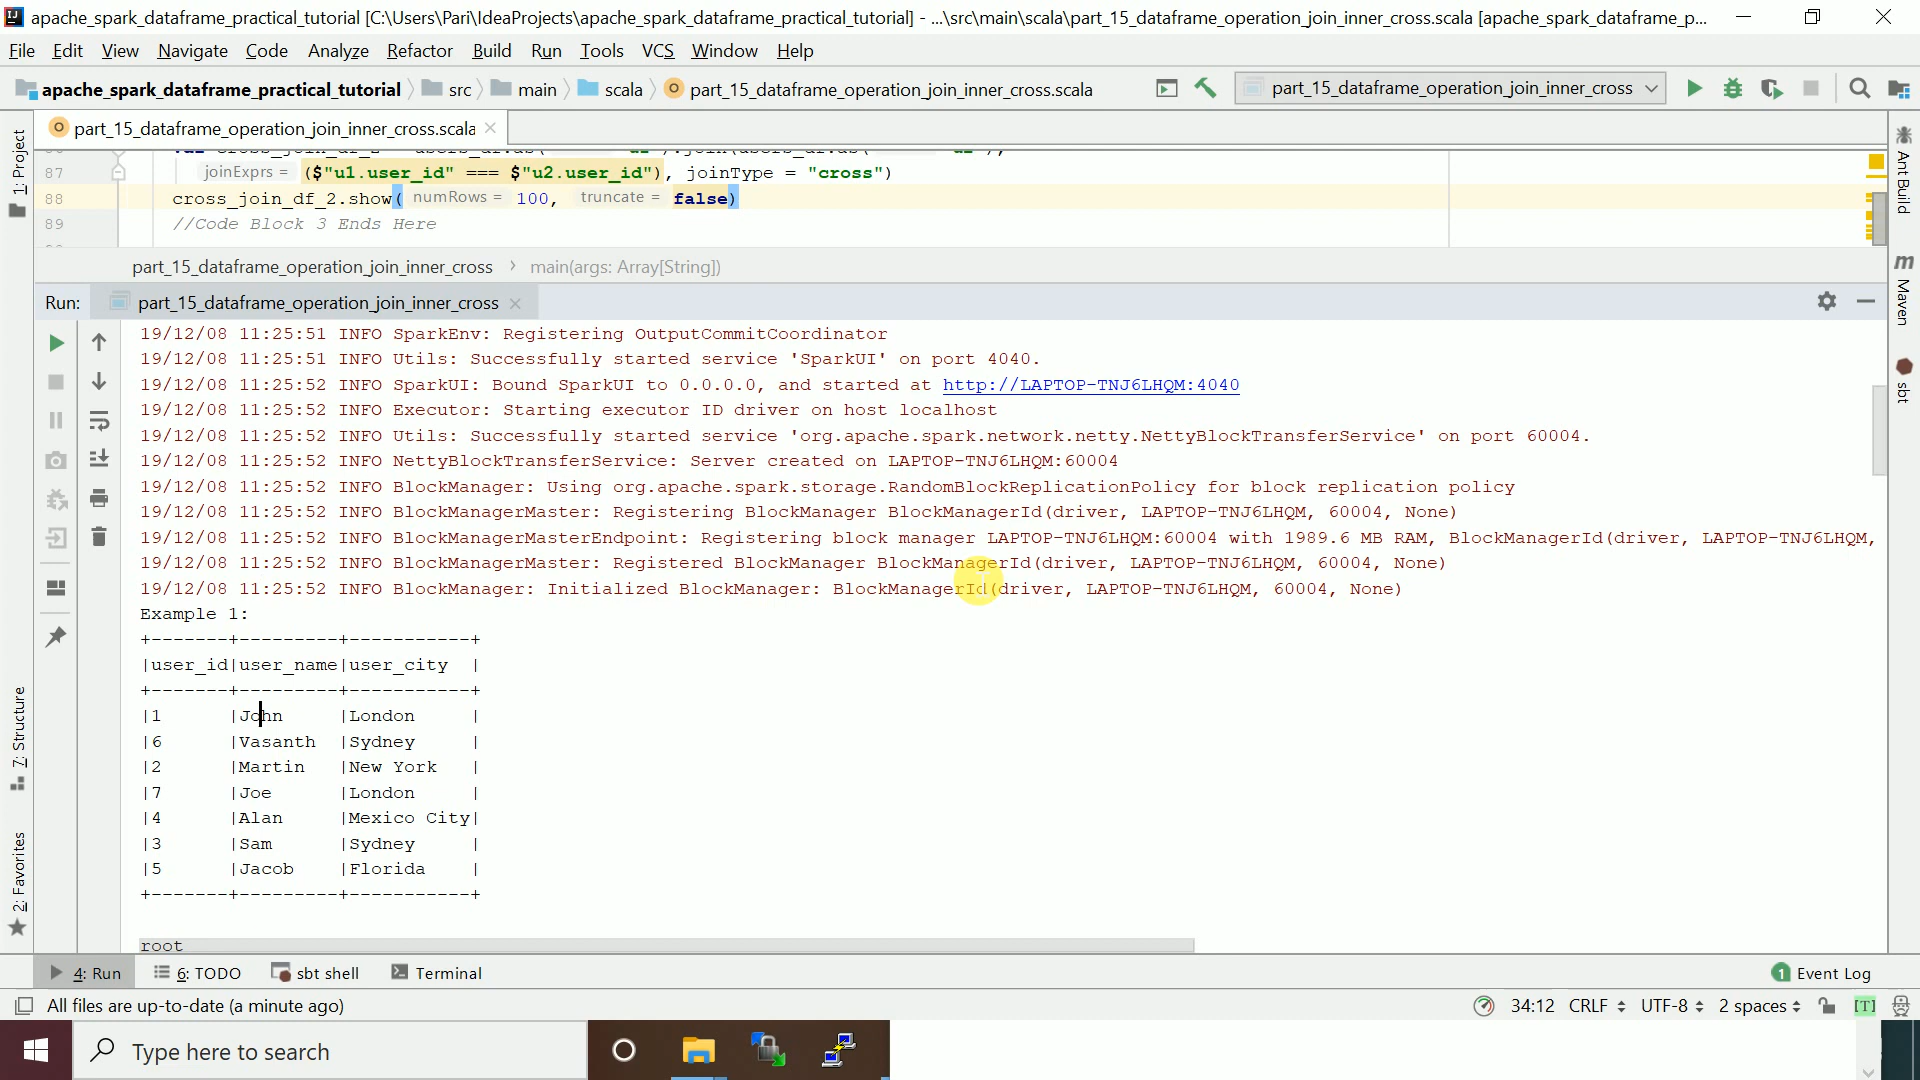 apache_spark_dataframe_practical_tutorial [C:\Users\Pari\IdeaProjects\apache_spark_dataframe_practical_tutorial] - ...\src\main\scala\part_15_dataframe_operation_join_inner_cross.scala [apache_spark_dataframe_p...
File Edit View Navigate Code Analyze Refactor Build Run Tools VCS Window Help
apache_spark_dataframe_practical_tutorial src main scala part_15_dataframe_operation_join_inner_cross.scala part_15_dataframe_operation_join_inner_cross
part_15_dataframe_operation_join_inner_cross.scala
87 joinExprs = ($"u1.user_id" === $"u2.user_id"), joinType = "cross")
88 cross_join_df_2.show( numRows = 100, truncate = false)
89 //Code Block 3 Ends Here
part_15_dataframe_operation_join_inner_cross main(args: Array[String])
Run: part_15_dataframe_operation_join_inner_cross
19/12/08 11:25:51 INFO SparkEnv: Registering OutputCommitCoordinator
19/12/08 11:25:51 INFO Utils: Successfully started service 'SparkUI' on port 4040.
19/12/08 11:25:52 INFO SparkUI: Bound SparkUI to 0.0.0.0, and started at http://LAPTOP-TNJ6LHQM:4040
19/12/08 11:25:52 INFO Executor: Starting executor ID driver on host localhost
19/12/08 11:25:52 INFO Utils: Successfully started service 'org.apache.spark.network.netty.NettyBlockTransferService' on port 60004.
19/12/08 11:25:52 INFO NettyBlockTransferService: Server created on LAPTOP-TNJ6LHQM:60004
19/12/08 11:25:52 INFO BlockManager: Using org.apache.spark.storage.RandomBlockReplicationPolicy for block replication policy
19/12/08 11:25:52 INFO BlockManagerMaster: Registering BlockManager BlockManagerId(driver, LAPTOP-TNJ6LHQM, 60004, None)
19/12/08 11:25:52 INFO BlockManagerMasterEndpoint: Registering block manager LAPTOP-TNJ6LHQM:60004 with 1989.6 MB RAM, BlockManagerId(driver, LAPTOP-TNJ6LHQM,
19/12/08 11:25:52 INFO BlockManagerMaster: Registered BlockManager BlockManagerId(driver, LAPTOP-TNJ6LHQM, 60004, None)
19/12/08 11:25:52 INFO BlockManager: Initialized BlockManager: BlockManagerId(driver, LAPTOP-TNJ6LHQM, 60004, None)
Example 1:
+-------+---------+-----------+
|user_id|user_name|user_city  |
+-------+---------+-----------+
|1      |John     |London     |
|6      |Vasanth  |Sydney     |
|2      |Martin   |New York   |
|7      |Joe      |London     |
|4      |Alan     |Mexico City|
|3      |Sam      |Sydney     |
|5      |Jacob    |Florida    |
+-------+---------+-----------+
root
1: Project
7: Structure
2: Favorites
Ant Build
Maven
sbt
4: Run 6: TODO sbt shell Terminal 1 Event Log
All files are up-to-date (a minute ago) 34:12 CRLF UTF-8 2 spaces [T]
Type here to search